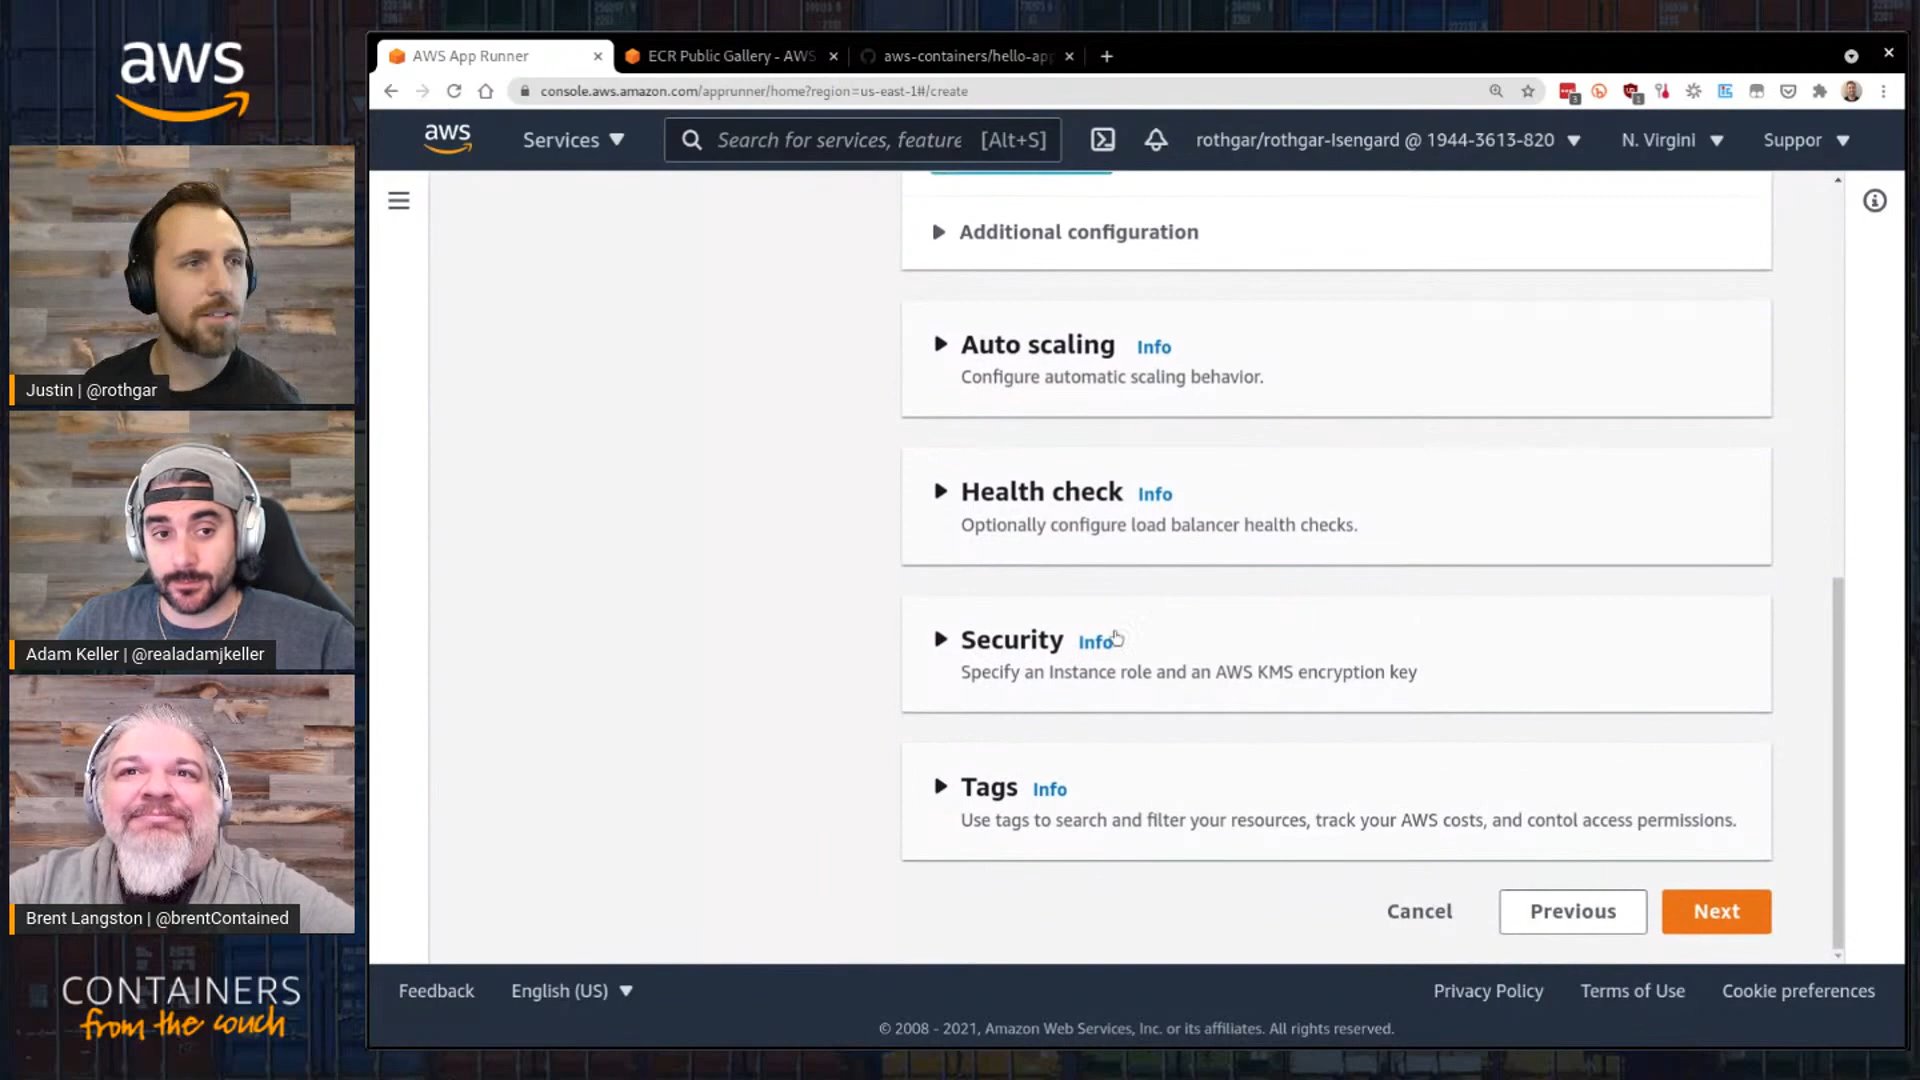 aws
Justin | @rothgar
Adam Keller | @realadamjkeller
Brent Langston | @brentContained
CONTAINERS
from the couch
AWS App Runner
ECR Public Gallery - AWS
aws-containers/hello-app
console.aws.amazon.com/apprunner/home?region=us-east-1#/create
aws
Services
Search for services, feature
[Alt+S]
rothgar/rothgar-Isengard @ 1944-3613-820
N. Virgini
Suppor
Additional configuration
Auto scaling Info
Configure automatic scaling behavior.
Health check Info
Optionally configure load balancer health checks.
Security Info
Specify an Instance role and an AWS KMS encryption key
Tags Info
Use tags to search and filter your resources, track your AWS costs, and contol access permissions.
Cancel
Previous
Next
Feedback
English (US)
Privacy Policy
Terms of Use
Cookie preferences
© 2008 - 2021, Amazon Web Services, Inc. or its affiliates. All rights reserved.